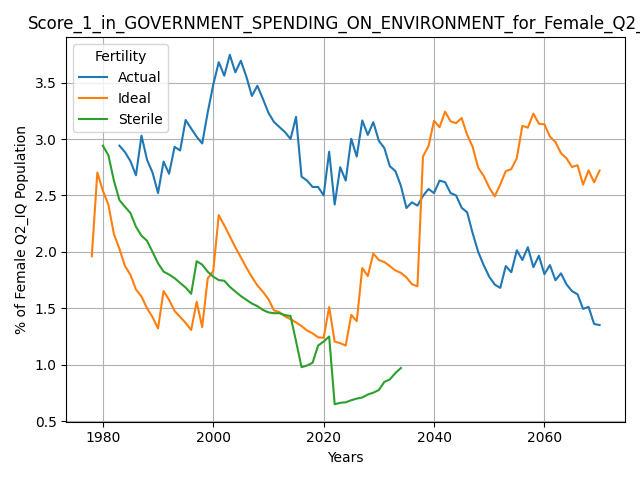 Score_1_in_GOVERNMENT_SPENDING_ON_ENVIRONMENT_for_Female_Q2_
Fertility
Actual
Ideal
Sterile
% of Female Q2_IQ Population
3.5
3.0
2.5
2.0
1.5
1.0
0.5
1980 2000 2020 2040 2060
Years